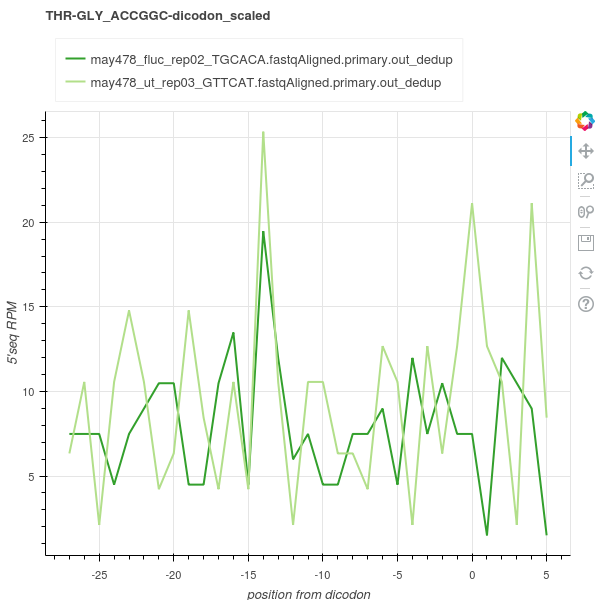 THR-GLY_ACCGGC-dicodon_scaled
may478_fluc_rep02_TGCACA.fastqAligned.primary.out_dedup
may478_ut_rep03_GTTCAT.fastqAligned.primary.out_dedup
25
20
15
10
5
5'seq RPM
-25
-20
-15
-10
-5
0
5
position from dicodon